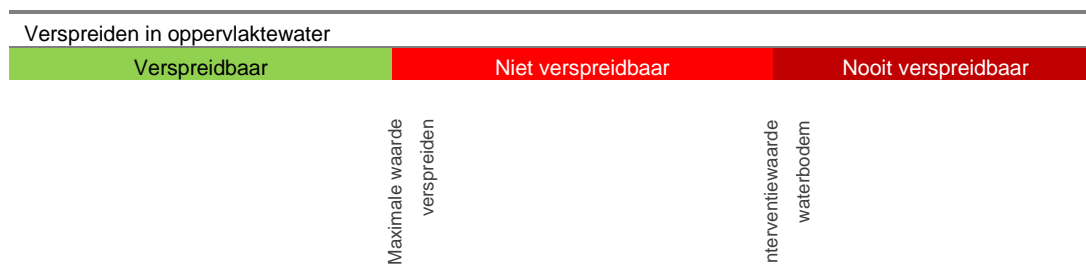 Verspreiden in oppervlaktewater
Verspreidbaar
Niet verspreidbaar
Nooit verspreidbaar
Maximale waarde
verspreiden
nterventiewaarde
waterbodem